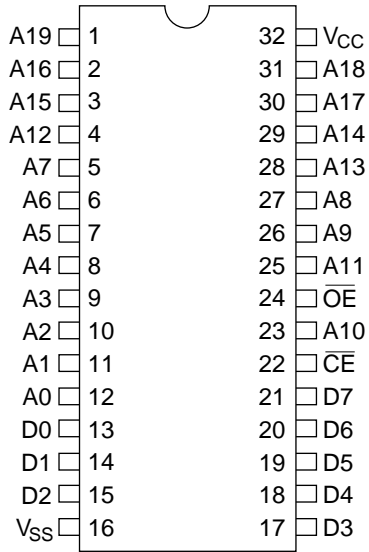 A19 1 32 VCC
A16 2 31 A18
A15 3 30 A17
A12 4 29 A14
A7 5 28 A13
A6 6 27 A8
A5 7 26 A9
A4 8 25 A11
A3 9 24 O̅E̅
A2 10 23 A10
A1 11 22 C̅E̅
A0 12 21 D7
D0 13 20 D6
D1 14 19 D5
D2 15 18 D4
VSS 16 17 D3